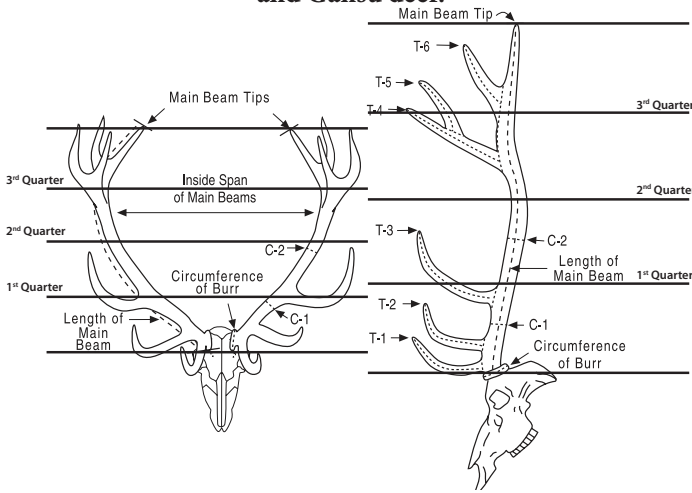 and Gansu deer.
Main Beam Tips
3rd Quarter
Inside Span
of Main Beams
2nd Quarter
C-2
Circumference
of Burr
1st Quarter
Length of
Main
Beam
C-1
Main Beam Tip
T-6
T-5
T-4
3rd Quarter
2nd Quarter
T-3
C-2
Length of
Main Beam
1st Quarter
T-2
C-1
T-1
Circumference
of Burr